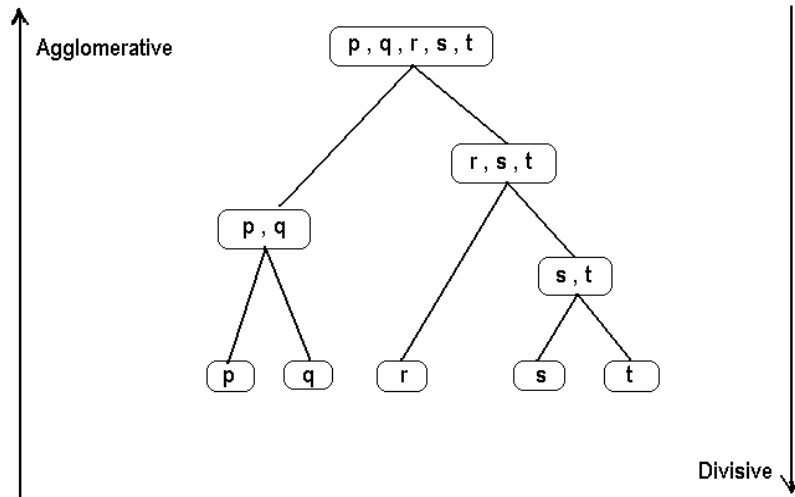 Agglomerative
p , q , r , s , t
r , s , t
p , q
s , t
p
q
r
s
t
Divisive